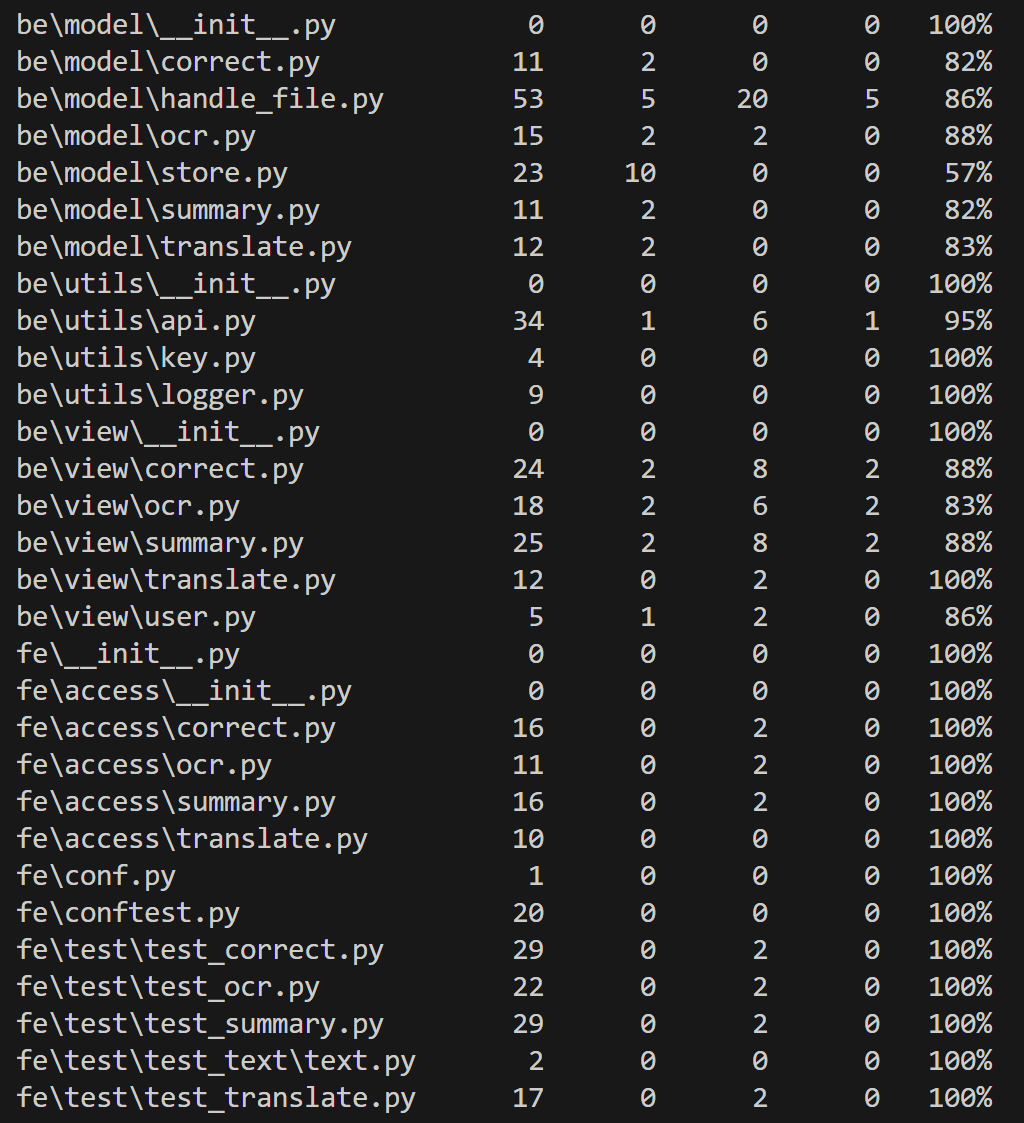 be\model\__init__.py 0 0 0 0 100%
be\model\correct.py 11 2 0 0 82%
be\model\handle_file.py 53 5 20 5 86%
be\model\ocr.py 15 2 2 0 88%
be\model\store.py 23 10 0 0 57%
be\model\summary.py 11 2 0 0 82%
be\model\translate.py 12 2 0 0 83%
be\utils\__init__.py 0 0 0 0 100%
be\utils\api.py 34 1 6 1 95%
be\utils\key.py 4 0 0 0 100%
be\utils\logger.py 9 0 0 0 100%
be\view\__init__.py 0 0 0 0 100%
be\view\correct.py 24 2 8 2 88%
be\view\ocr.py 18 2 6 2 83%
be\view\summary.py 25 2 8 2 88%
be\view\translate.py 12 0 2 0 100%
be\view\user.py 5 1 2 0 86%
fe\__init__.py 0 0 0 0 100%
fe\access\__init__.py 0 0 0 0 100%
fe\access\correct.py 16 0 2 0 100%
fe\access\ocr.py 11 0 2 0 100%
fe\access\summary.py 16 0 2 0 100%
fe\access\translate.py 10 0 0 0 100%
fe\conf.py 1 0 0 0 100%
fe\conftest.py 20 0 0 0 100%
fe\test\test_correct.py 29 0 2 0 100%
fe\test\test_ocr.py 22 0 2 0 100%
fe\test\test_summary.py 29 0 2 0 100%
fe\test\test_text\text.py 2 0 0 0 100%
fe\test\test_translate.py 17 0 2 0 100%